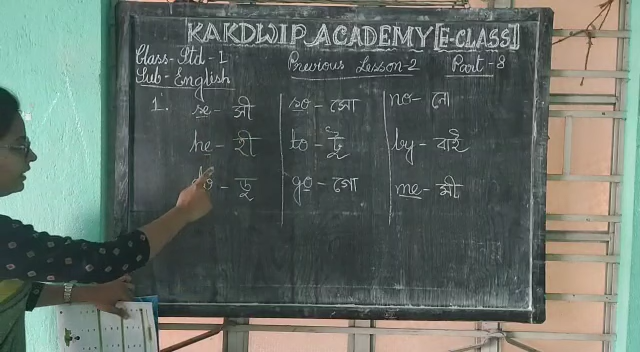 KAKDWIP ACADEMY [E-CLASS]
Class- Std - I
Previous Lesson-2 Part - 8
Sub- English
1. se - সী so - সো no - নো
he - হী to - টু by - বাই
do - ডু go - গো me - মী